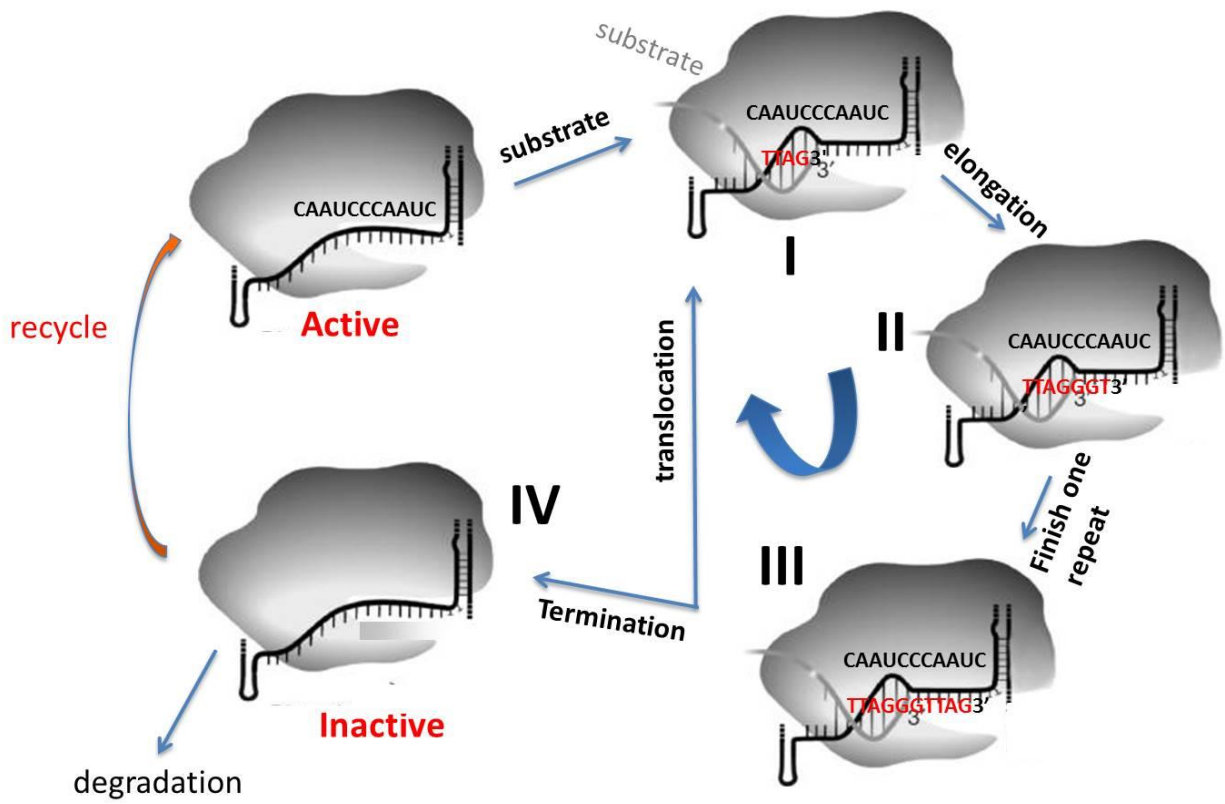 substrate
CAAUCCCAAUC
TTAG3'
3'
I
substrate
CAAUCCCAAUC
Active
recycle
elongation
II
CAAUCCCAAUC
TTAGGGT3'
3'
translocation
Finish one
repeat
III
CAAUCCCAAUC
TTAGGGTTAG3'
3'
IV
Termination
Inactive
degradation